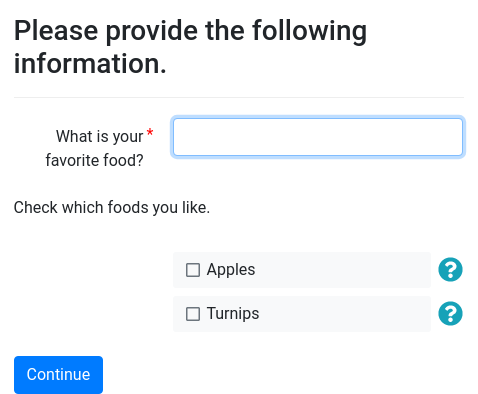 Please provide the following
information.
What is your *
favorite food?
Check which foods you like.
Apples ?
Turnips ?
Continue